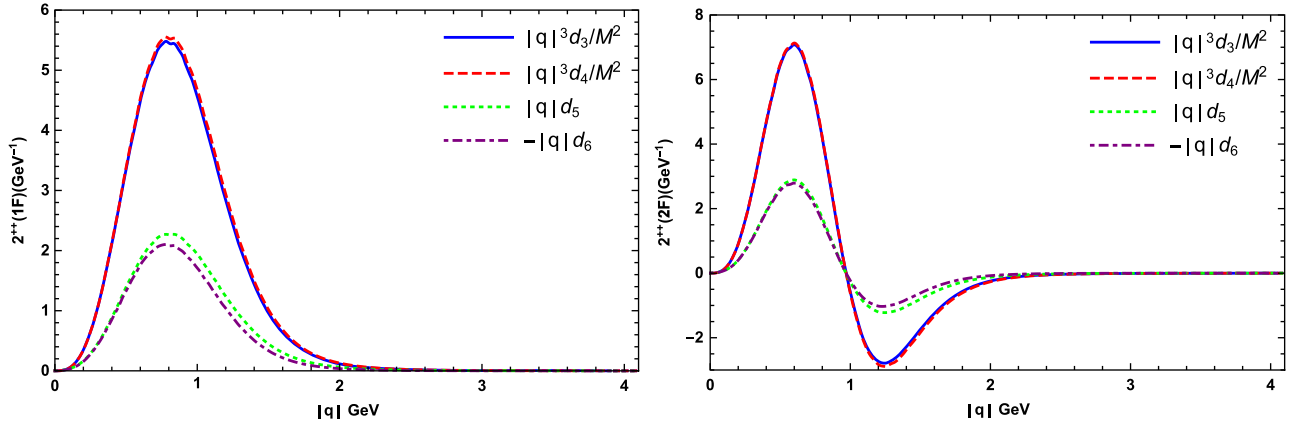 2⁺⁺(1F)(GeV⁻¹)
6
5
4
3
2
1
0
0
1
2
3
4
|q| GeV
|q|³d₃/M²
|q|³d₄/M²
|q|d₅
−|q|d₆
2⁺⁺(2F)(GeV⁻¹)
8
6
4
2
0
−2
0
1
2
3
4
|q| GeV
|q|³d₃/M²
|q|³d₄/M²
|q|d₅
−|q|d₆